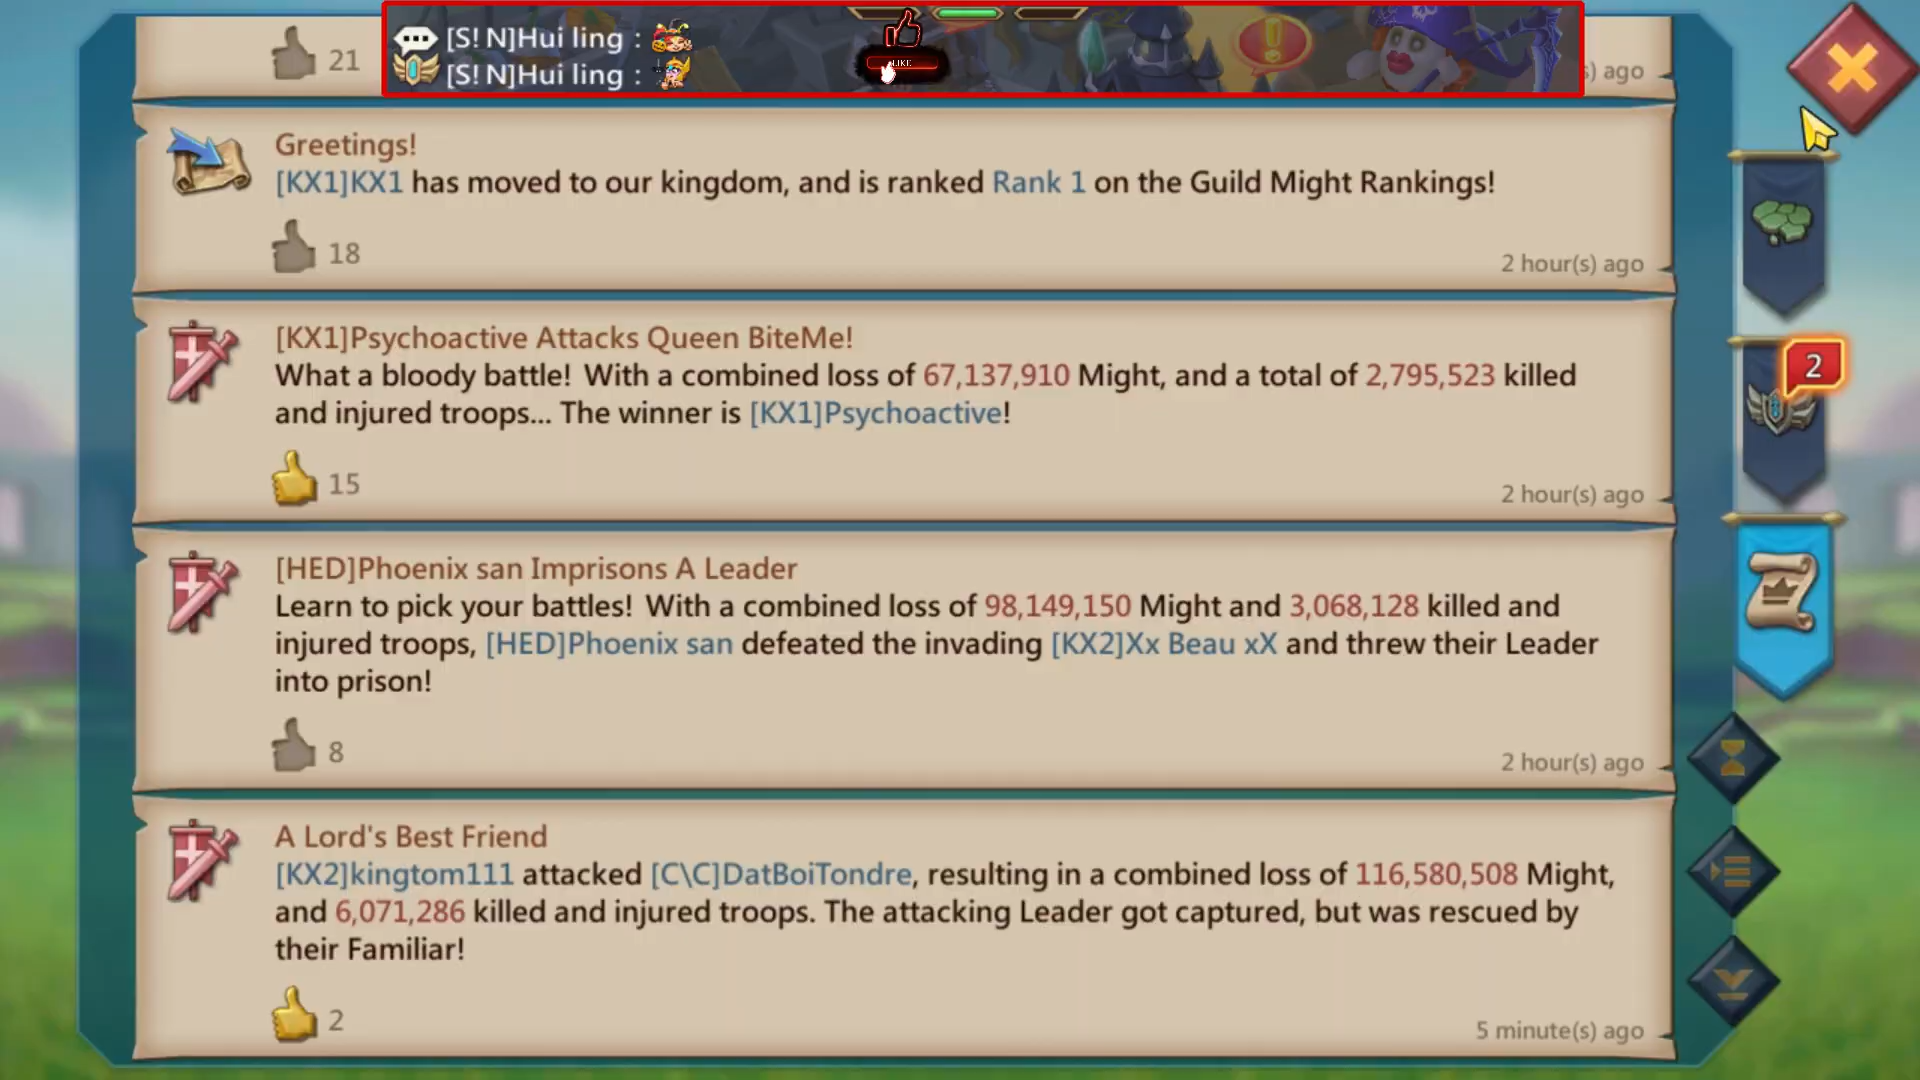 21
[S! N]Hui ling :
[S! N]Hui ling :
LIKE
s) ago
Greetings!
[KX1]KX1 has moved to our kingdom, and is ranked Rank 1 on the Guild Might Rankings!
18
2 hour(s) ago
[KX1]Psychoactive Attacks Queen BiteMe!
What a bloody battle! With a combined loss of 67,137,910 Might, and a total of 2,795,523 killed
and injured troops... The winner is [KX1]Psychoactive!
15
2 hour(s) ago
2
[HED]Phoenix san Imprisons A Leader
Learn to pick your battles! With a combined loss of 98,149,150 Might and 3,068,128 killed and
injured troops, [HED]Phoenix san defeated the invading [KX2]Xx Beau xX and threw their Leader
into prison!
8
2 hour(s) ago
A Lord's Best Friend
[KX2]kingtom111 attacked [C\C]DatBoiTondre, resulting in a combined loss of 116,580,508 Might,
and 6,071,286 killed and injured troops. The attacking Leader got captured, but was rescued by
their Familiar!
2
5 minute(s) ago